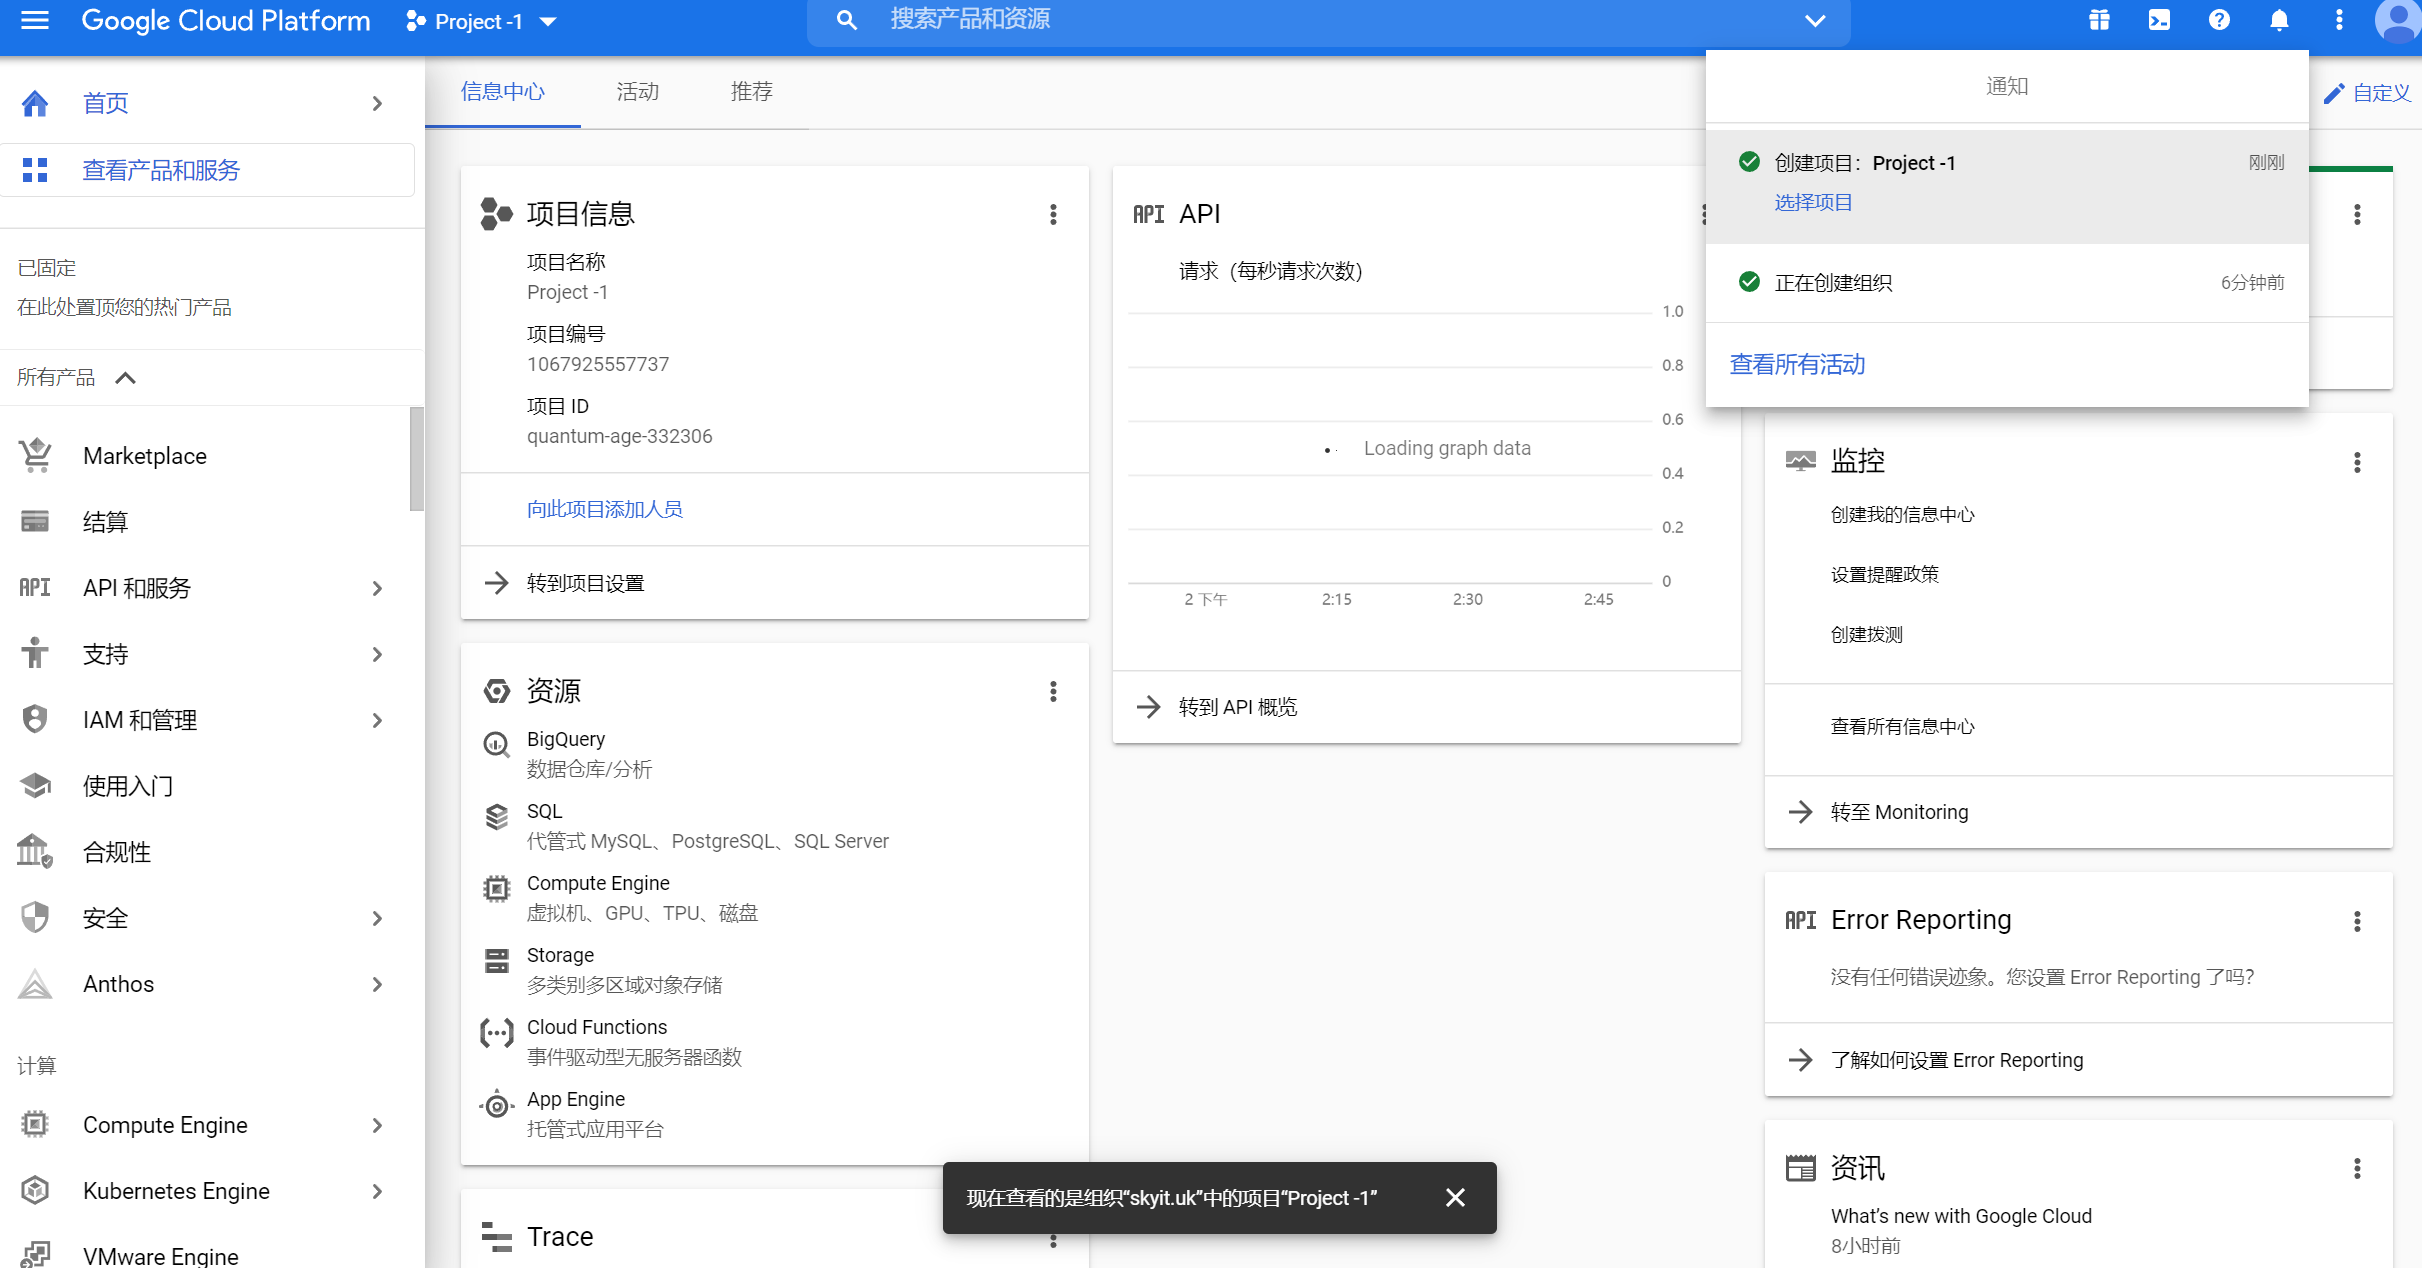 Google Cloud Platform
Project -1
搜索产品和资源
首页
查看产品和服务
已固定
在此处置顶您的热门产品
所有产品
Marketplace
结算
API
API 和服务
支持
IAM 和管理
使用入门
合规性
安全
Anthos
计算
Compute Engine
Kubernetes Engine
VMware Engine
信息中心
活动
推荐
自定义
项目信息
项目名称
Project -1
项目编号
1067925557737
项目 ID
quantum-age-332306
向此项目添加人员
转到项目设置
资源
BigQuery
数据仓库/分析
SQL
代管式 MySQL、PostgreSQL、SQL Server
Compute Engine
虚拟机、GPU、TPU、磁盘
Storage
多类别多区域对象存储
Cloud Functions
事件驱动型无服务器函数
App Engine
托管式应用平台
Trace
API
API
请求（每秒请求次数）
1.0
0.8
0.6
Loading graph data
0.4
0.2
0
2 下午
2:15
2:30
2:45
转到 API 概览
通知
创建项目：Project -1
刚刚
选择项目
正在创建组织
6分钟前
查看所有活动
监控
创建我的信息中心
设置提醒政策
创建拨测
查看所有信息中心
转至 Monitoring
API
Error Reporting
没有任何错误迹象。您设置 Error Reporting 了吗？
了解如何设置 Error Reporting
资讯
What’s new with Google Cloud
8小时前
现在查看的是组织“skyit.uk”中的项目“Project -1”